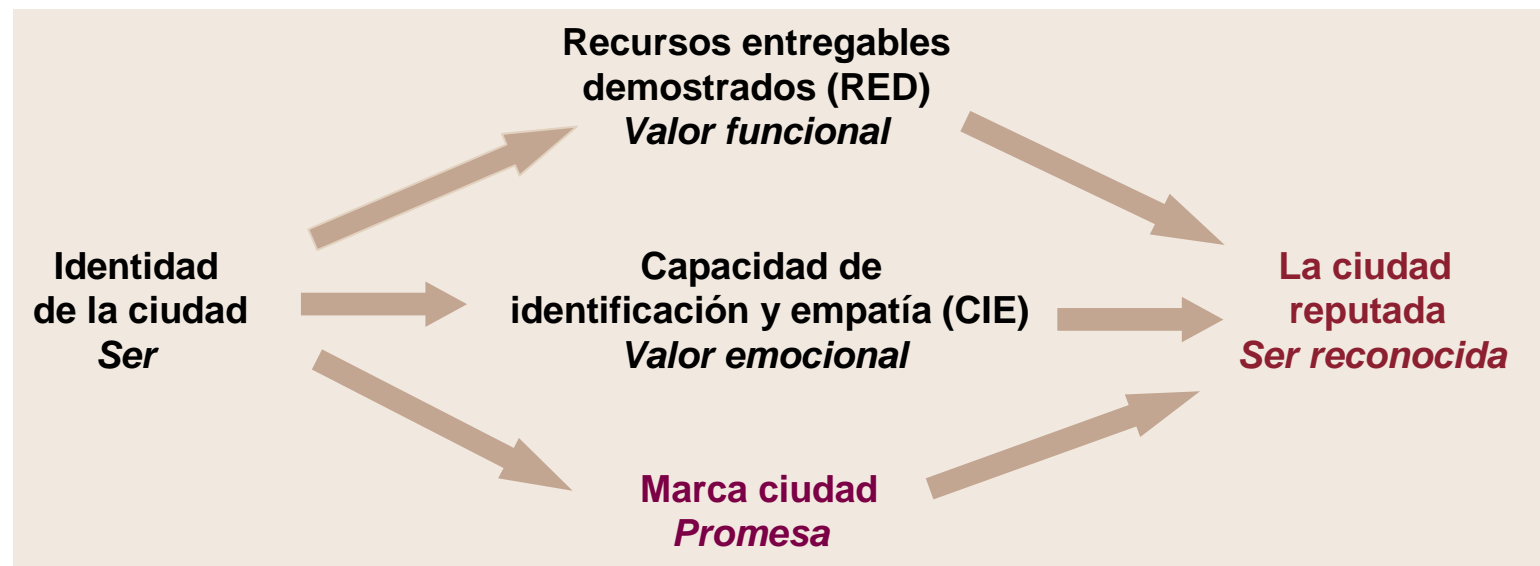 Recursos entregables
demostrados (RED)
Valor funcional
Identidad
de la ciudad
Ser
Capacidad de
identificación y empatía (CIE)
Valor emocional
La ciudad
reputada
Ser reconocida
Marca ciudad
Promesa